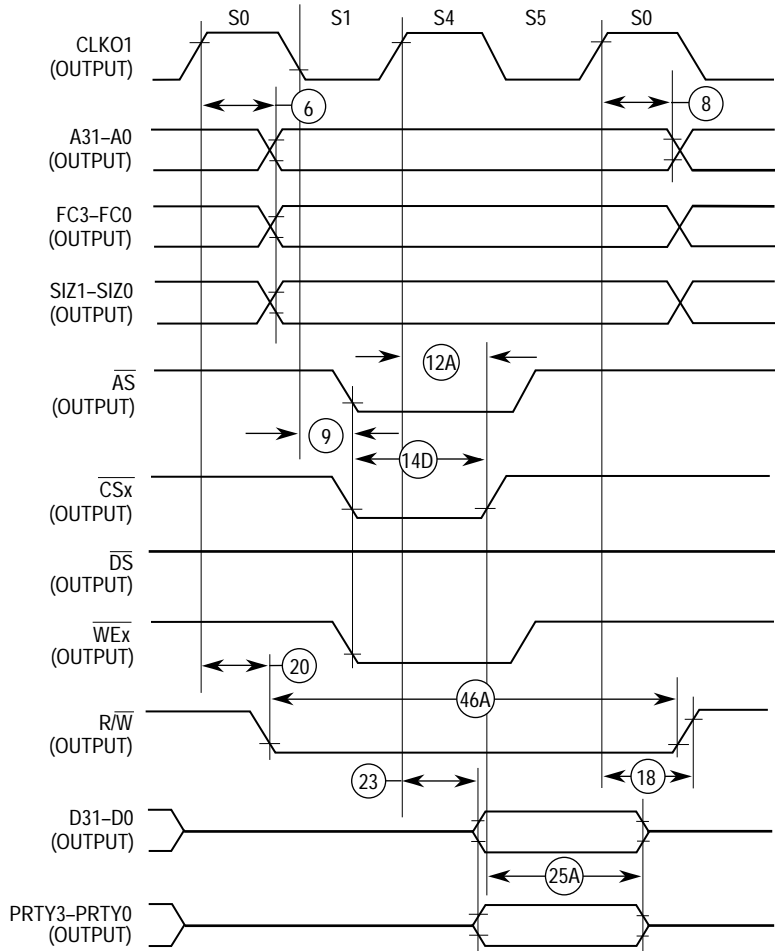 S0 S1 S4 S5 S0
CLKO1
(OUTPUT)
6 8
A31–A0
(OUTPUT)
FC3–FC0
(OUTPUT)
SIZ1–SIZ0
(OUTPUT)
12A
AS
(OUTPUT)
9 14D
CSx
(OUTPUT)
DS
(OUTPUT)
WEx
(OUTPUT)
20
46A
R/W
(OUTPUT)
23 18
D31–D0
(OUTPUT)
25A
PRTY3–PRTY0
(OUTPUT)